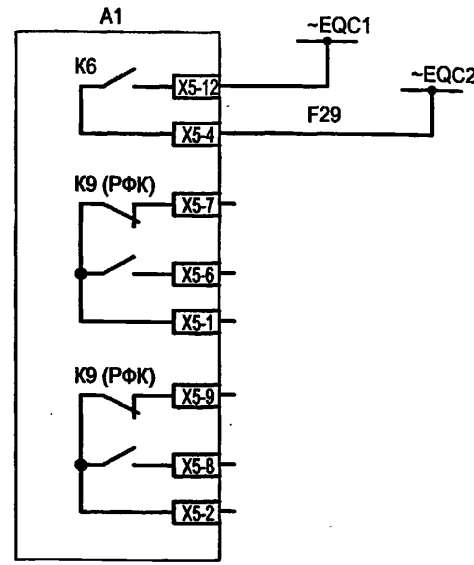 A1
~EQC1
K6
X5-12
~EQC2
X5-4
F29
K9 (РФК)
X5-7
X5-6
X5-1
K9 (РФК)
X5-9
X5-8
X5-2